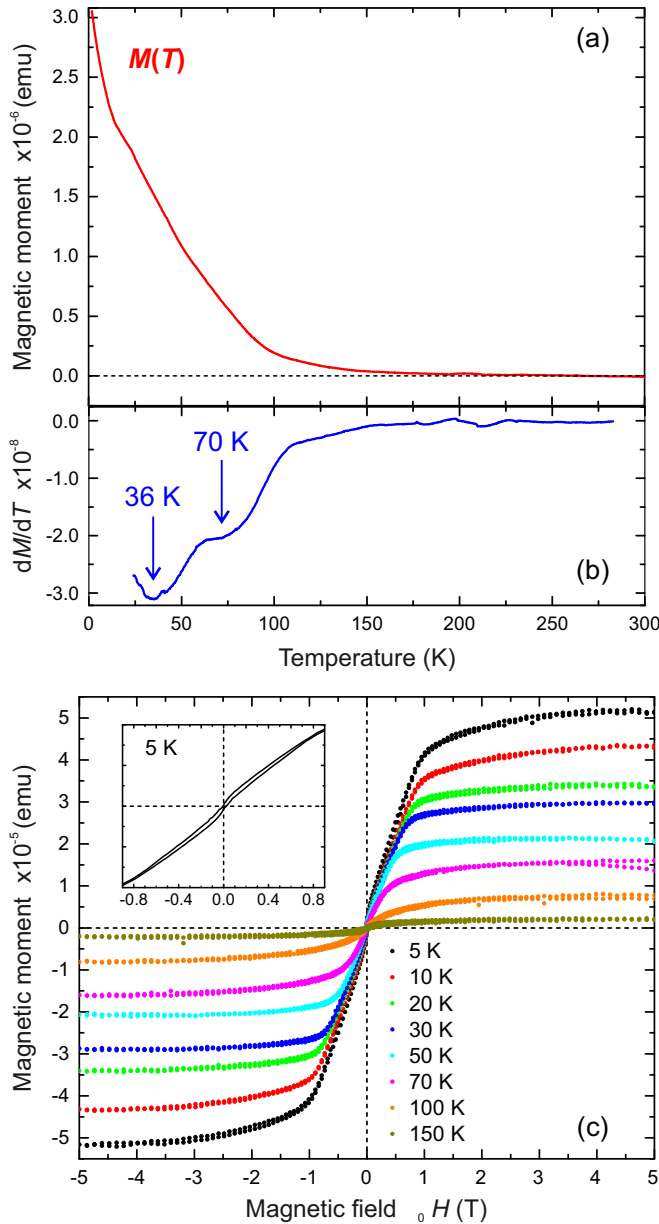 3.0
2.5
2.0
1.5
1.0
0.5
0.0
Magnetic moment x10-6 (emu)
M(T)
(a)
0.0
-1.0
-2.0
-3.0
dM/dT x10-8
36 K
70 K
(b)
0 50 100 150 200 250 300
Temperature (K)
5
4
3
2
1
0
-1
-2
-3
-4
-5
Magnetic moment x10-5 (emu)
5 K
-0.8 -0.4 0.0 0.4 0.8
5 K
10 K
20 K
30 K
50 K
70 K
100 K
150 K
(c)
-5 -4 -3 -2 -1 0 1 2 3 4 5
Magnetic field 0 H (T)